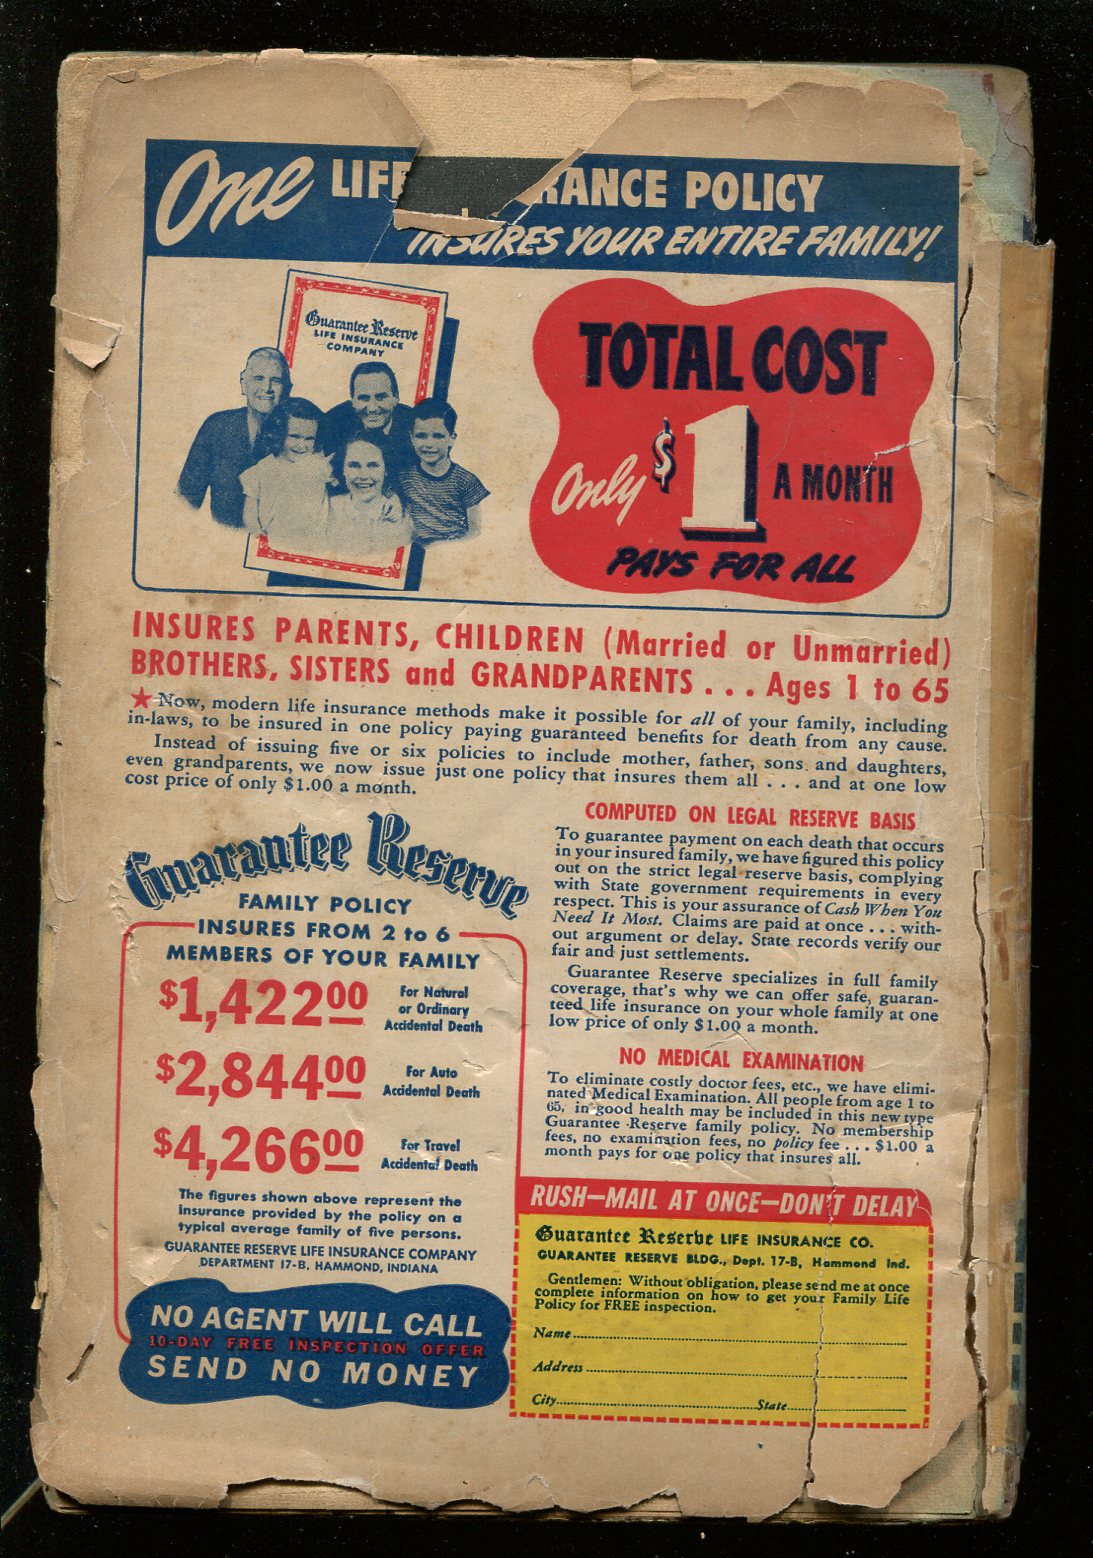 One LIFE RANCE POLICY
INSURES YOUR ENTIRE FAMILY!
Guarantee Reserve
LIFE INSURANCE
COMPANY
TOTAL COST
Only $1 A MONTH
PAYS FOR ALL
INSURES PARENTS, CHILDREN (Married or Unmarried)
BROTHERS, SISTERS and GRANDPARENTS . . . Ages 1 to 65
★Now, modern life insurance methods make it possible for all of your family, including
in-laws, to be insured in one policy paying guaranteed benefits for death from any cause.
Instead of issuing five or six policies to include mother, father, sons and daughters,
even grandparents, we now issue just one policy that insures them all . . . and at one low
cost price of only $1.00 a month.
Guarantee Reserve
FAMILY POLICY
INSURES FROM 2 to 6
MEMBERS OF YOUR FAMILY
$1,42200
For Natural
or Ordinary
Accidental Death
$2,84400
For Auto
Accidental Death
$4,26600
For Travel
Accidental Death
The figures shown above represent the
insurance provided by the policy on a
typical average family of five persons.
GUARANTEE RESERVE LIFE INSURANCE COMPANY
DEPARTMENT 17-B, HAMMOND, INDIANA
NO AGENT WILL CALL
10-DAY FREE INSPECTION OFFER
SEND NO MONEY
COMPUTED ON LEGAL RESERVE BASIS
To guarantee payment on each death that occurs
in your insured family, we have figured this policy
out on the strict legal reserve basis, complying
with State government requirements in every
respect. This is your assurance of Cash When You
Need It Most. Claims are paid at once . . . with-
out argument or delay. State records verify our
fair and just settlements.
Guarantee Reserve specializes in full family
coverage, that's why we can offer safe, guaran-
teed life insurance on your whole family at one
low price of only $1.00 a month.
NO MEDICAL EXAMINATION
To eliminate costly doctor fees, etc., we have elimi-
nated Medical Examination. All people from age 1 to
65, in good health may be included in this new type
Guarantee Reserve family policy. No membership
fees, no examination fees, no policy fee . . . $1.00 a
month pays for one policy that insures all.
RUSH—MAIL AT ONCE—DON'T DELAY
Guarantee Reserve LIFE INSURANCE CO.
GUARANTEE RESERVE BLDG., Dept. 17-B, Hammond Ind.
Gentlemen: Without obligation, please send me at once
complete information on how to get your Family Life
Policy for FREE inspection.
Name
Address
City State